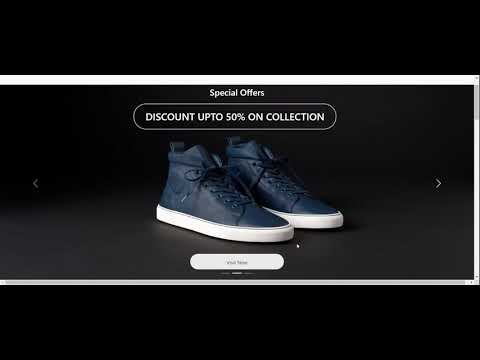 Special Offers
DISCOUNT UPTO 50% ON COLLECTION
Visit Now